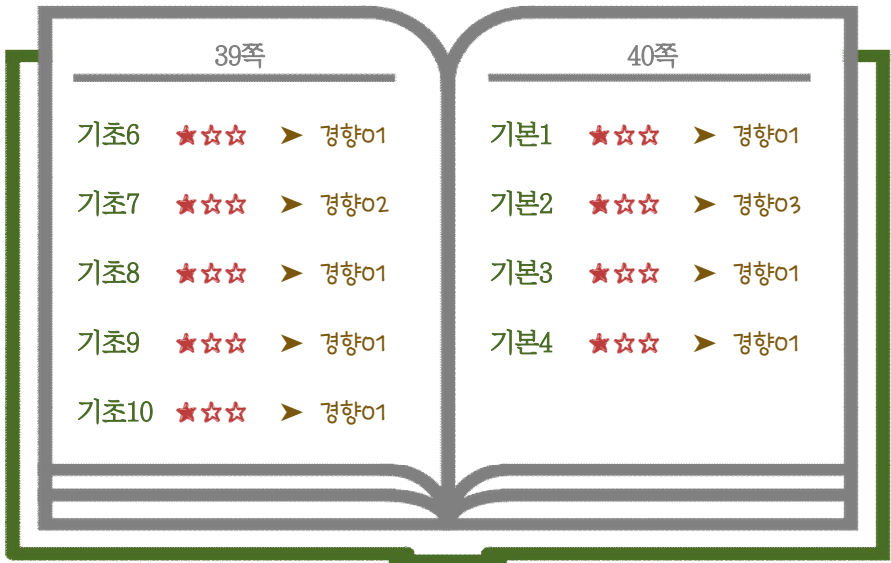 39쪽
기초6 ★☆☆ ➤ 경향01
기초7 ★☆☆ ➤ 경향02
기초8 ★☆☆ ➤ 경향01
기초9 ★☆☆ ➤ 경향01
기초10 ★☆☆ ➤ 경향01
40쪽
기본1 ★☆☆ ➤ 경향01
기본2 ★☆☆ ➤ 경향03
기본3 ★☆☆ ➤ 경향01
기본4 ★☆☆ ➤ 경향01